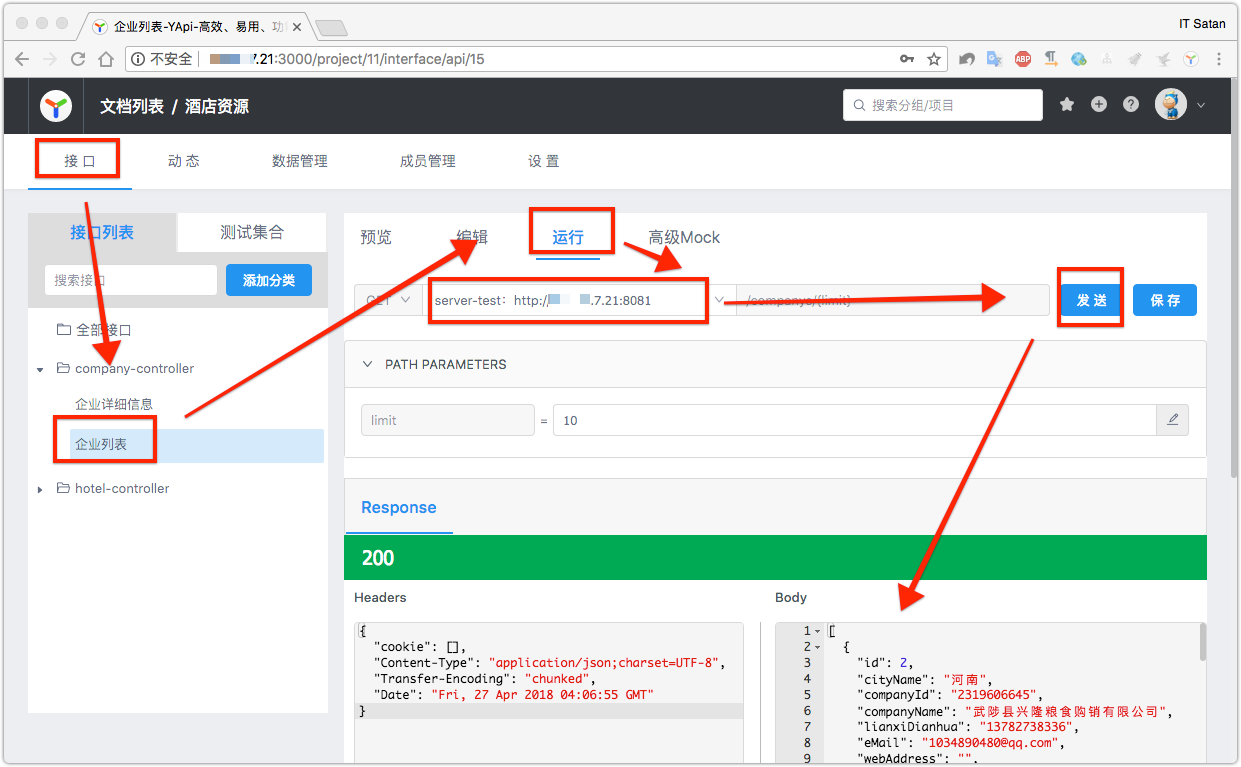 企业列表-YApi-高效、易用、功
IT Satan
不安全
7.21:3000/project/11/interface/api/15
ABP
文档列表 / 酒店资源
搜索分组/项目
接 口
动 态
数据管理
成员管理
设 置
接口列表
测试集合
搜索接口
添加分类
全部接口
company-controller
企业详细信息
企业列表
hotel-controller
预览
编辑
运行
高级Mock
GET
server-test: http:/
.7.21:8081
/companys/{limit}
发 送
保 存
PATH PARAMETERS
limit
=
10
Response
200
Headers
{
"cookie": [],
"Content-Type": "application/json;charset=UTF-8",
"Transfer-Encoding": "chunked",
"Date": "Fri, 27 Apr 2018 04:06:55 GMT"
}
Body
1 [
2 {
3 "id": 2,
4 "cityName": "河南",
5 "companyId": "2319606645",
6 "companyName": "武陟县兴隆粮食购销有限公司",
7 "lianxiDianhua": "13782738336",
8 "eMail": "1034890480@qq.com",
9 "webAddress": "",